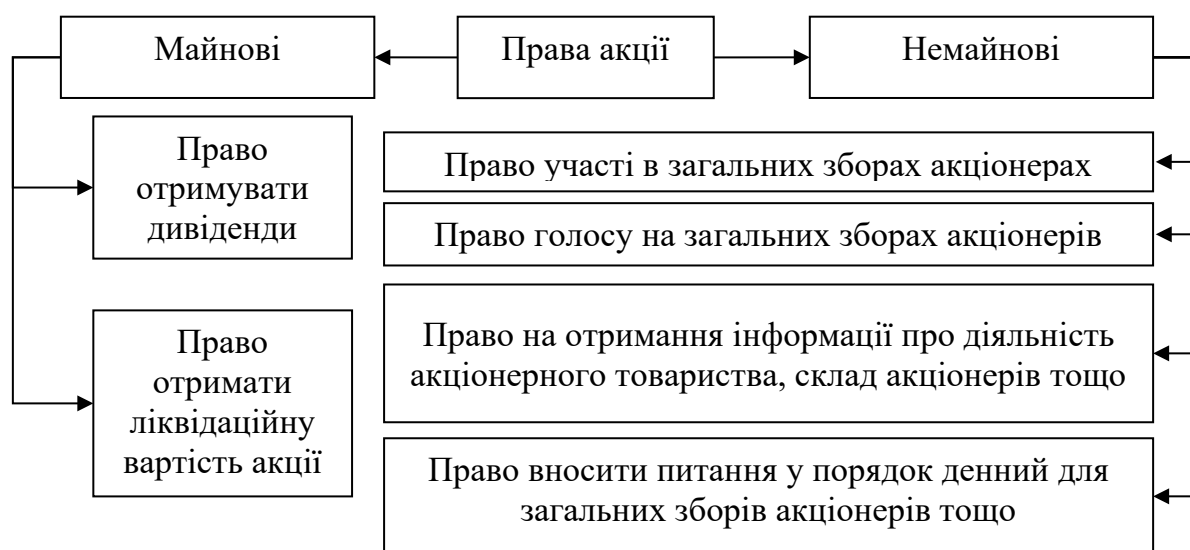 Майнові
Права акції
Немайнові
Право
отримувати
дивіденди
Право
отримати
ліквідаційну
вартість акції
Право участі в загальних зборах акціонерах
Право голосу на загальних зборах акціонерів
Право на отримання інформації про діяльність
акціонерного товариства, склад акціонерів тощо
Право вносити питання у порядок денний для
загальних зборів акціонерів тощо